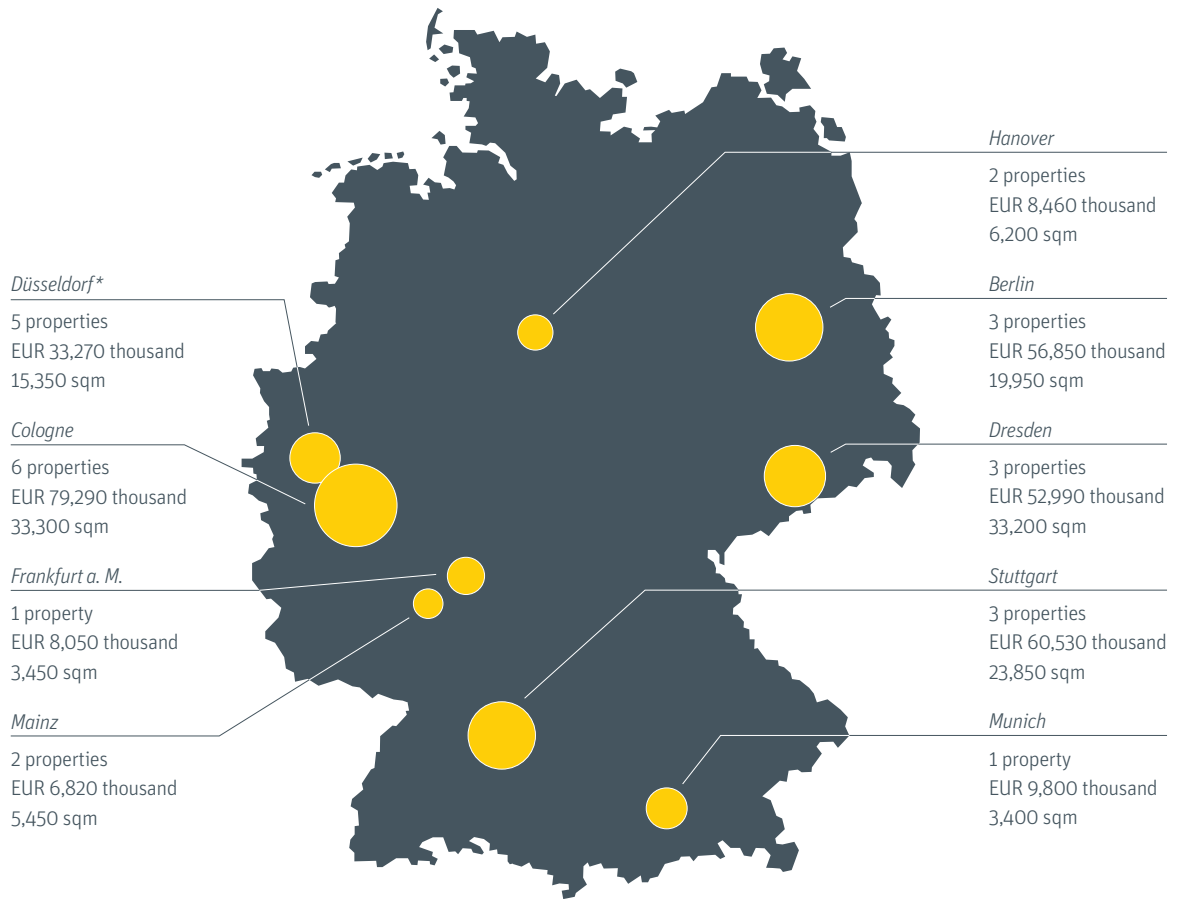 Düsseldorf*
5 properties
EUR 33,270 thousand
15,350 sqm
Cologne
6 properties
EUR 79,290 thousand
33,300 sqm
Frankfurt a. M.
1 property
EUR 8,050 thousand
3,450 sqm
Mainz
2 properties
EUR 6,820 thousand
5,450 sqm
Hanover
2 properties
EUR 8,460 thousand
6,200 sqm
Berlin
3 properties
EUR 56,850 thousand
19,950 sqm
Dresden
3 properties
EUR 52,990 thousand
33,200 sqm
Stuttgart
3 properties
EUR 60,530 thousand
23,850 sqm
Munich
1 property
EUR 9,800 thousand
3,400 sqm